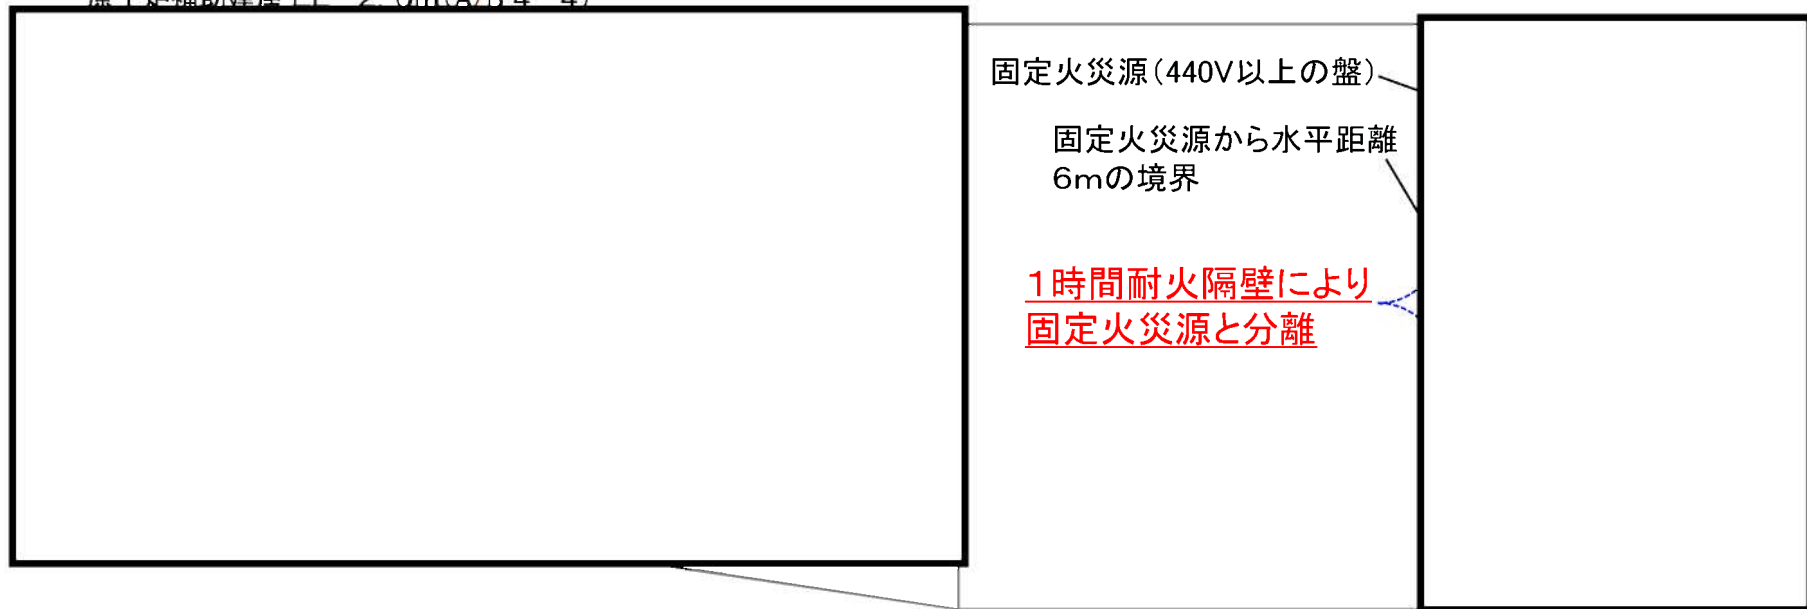 固定火災源(440V以上の盤)
固定火災源から水平距離
6mの境界
1時間耐火隔壁により
固定火災源と分離